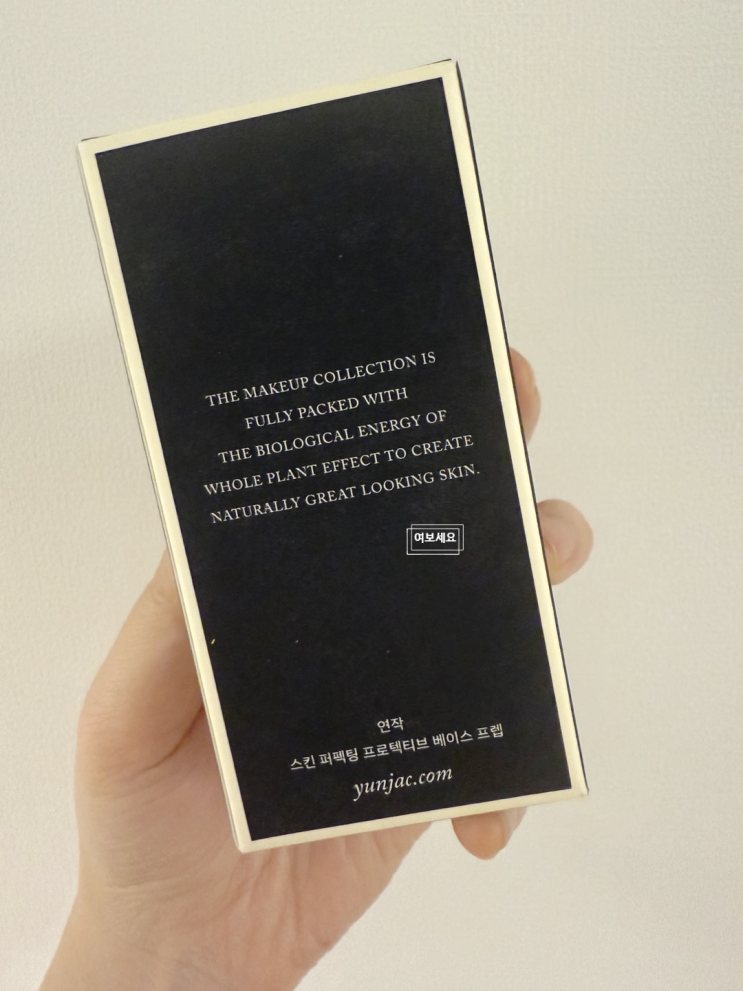 THE MAKEUP COLLECTION IS
FULLY PACKED WITH
THE BIOLOGICAL ENERGY OF
WHOLE PLANT EFFECT TO CREATE
NATURALLY GREAT LOOKING SKIN.
여보세요
연작
스킨 퍼펙팅 프로텍티브 베이스 프렙
yunjac.com